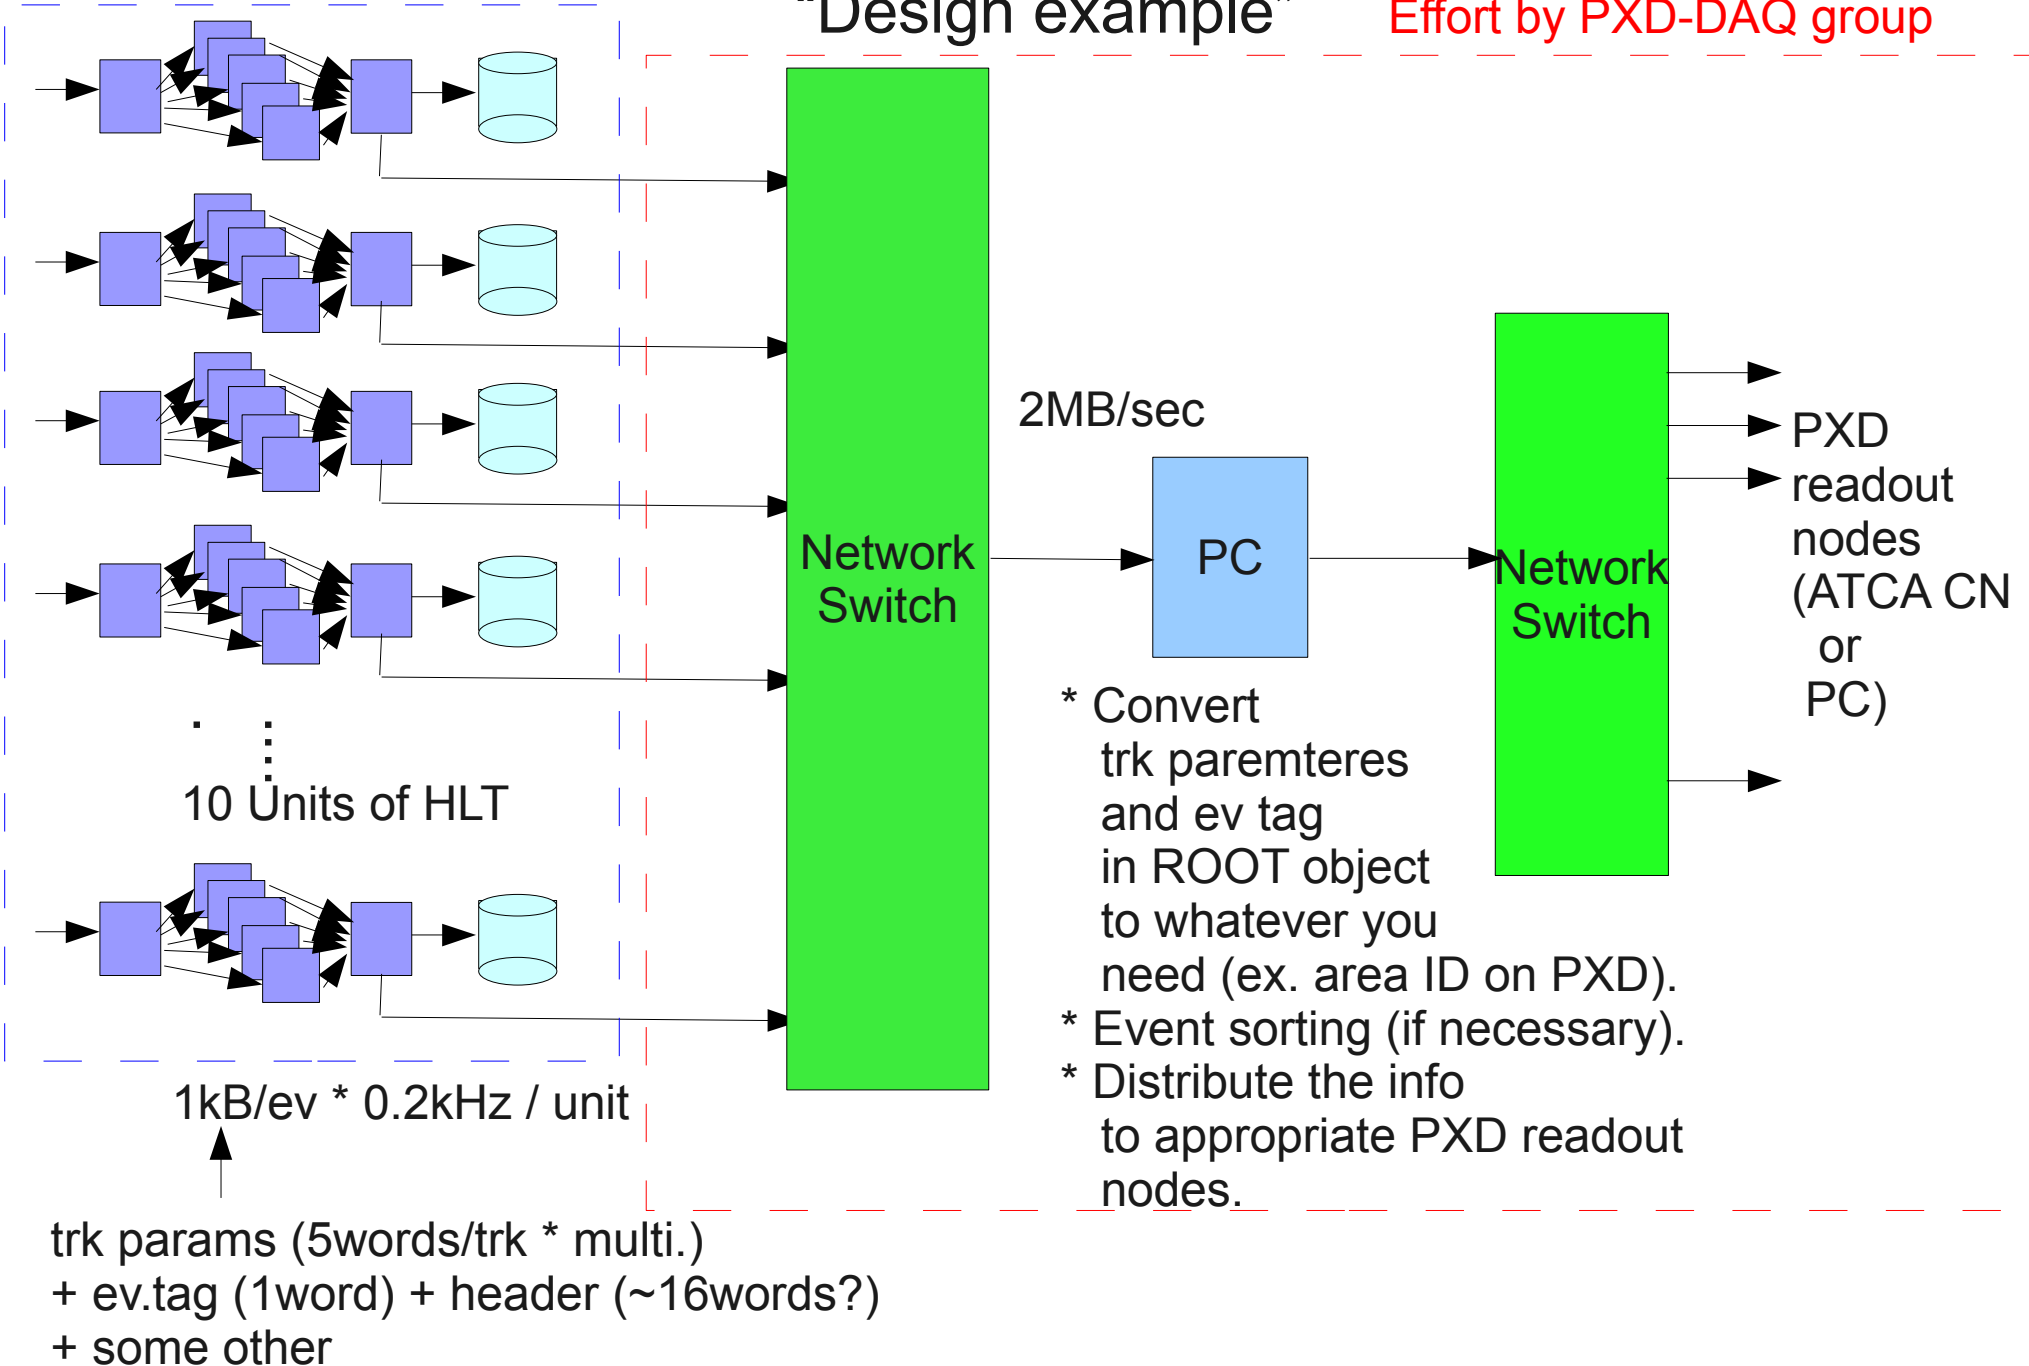 "Design example"
Effort by PXD-DAQ group
2MB/sec
Network
Switch
PC
Network
Switch
PXD
readout
nodes
(ATCA CN
or
PC)
* Convert
trk paremteres
and ev tag
in ROOT object
to whatever you
need (ex. area ID on PXD).
* Event sorting (if necessary).
* Distribute the info
to appropriate PXD readout
nodes.
10 Units of HLT
1kB/ev * 0.2kHz / unit
trk params (5words/trk * multi.)
+ ev.tag (1word) + header (~16words?)
+ some other